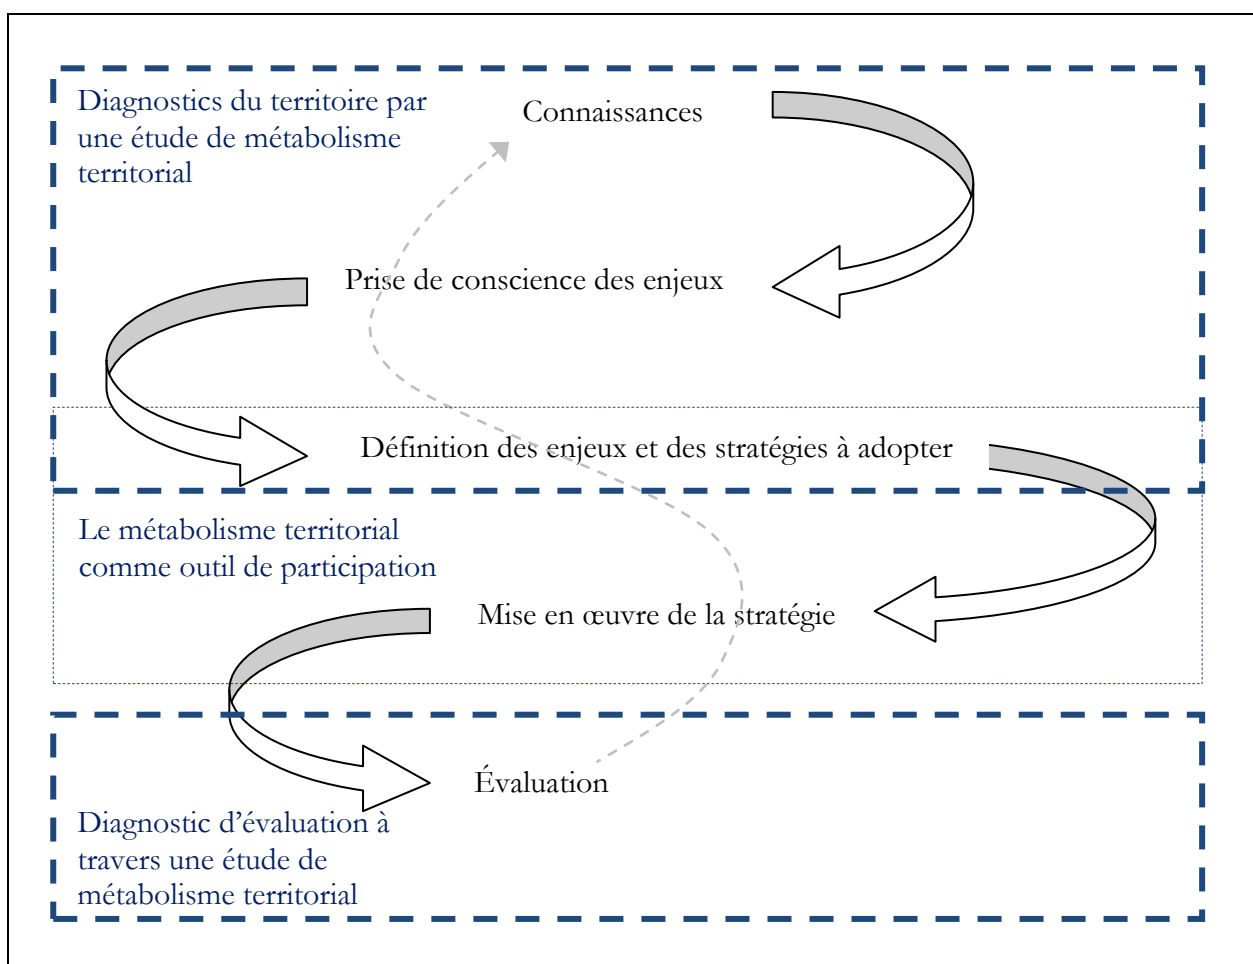 Diagnostics du territoire par
une étude de métabolisme
territorial
Connaissances
Prise de conscience des enjeux
Définition des enjeux et des stratégies à adopter
Le métabolisme territorial
comme outil de participation
Mise en œuvre de la stratégie
Évaluation
Diagnostic d’évaluation à
travers une étude de
métabolisme territorial